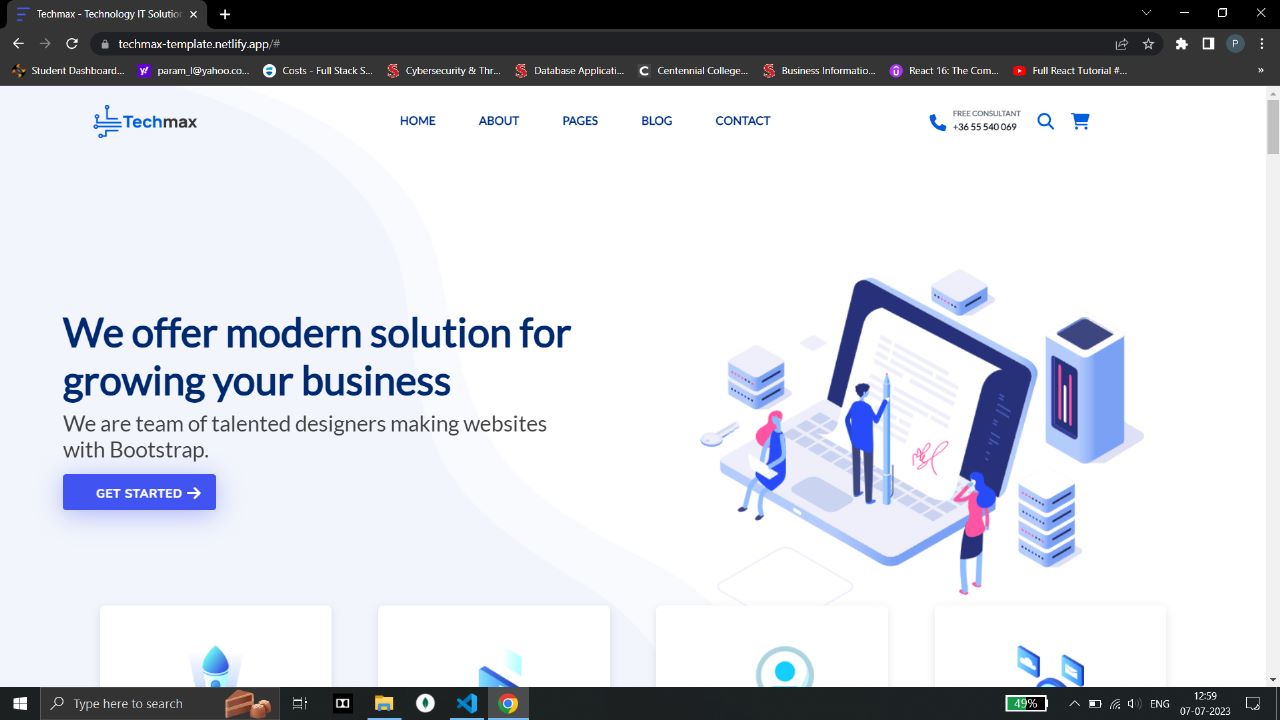 Techmax - Technology IT Solution
techmax-template.netlify.app/#
P
Student Dashboard...
param_l@yahoo.co...
Costs - Full Stack S...
Cybersecurity & Thr...
Database Applicati...
Centennial College...
Business Informatio...
React 16: The Com...
Full React Tutorial #...
»
Techmax
HOME
ABOUT
PAGES
BLOG
CONTACT
FREE CONSULTANT
+36 55 540 069
We offer modern solution for
growing your business
We are team of talented designers making websites
with Bootstrap.
GET STARTED
Type here to search
49%
ENG
12:59
07-07-2023